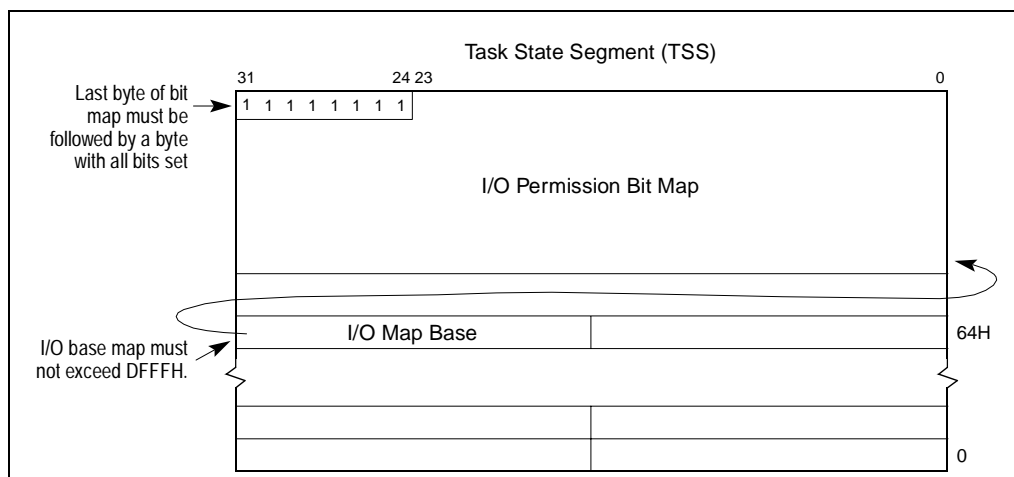 Task State Segment (TSS)
31 24 23 0
Last byte of bit
map must be
followed by a byte
with all bits set
1 1 1 1 1 1 1 1
I/O Permission Bit Map
I/O Map Base
64H
I/O base map must
not exceed DFFFH.
0